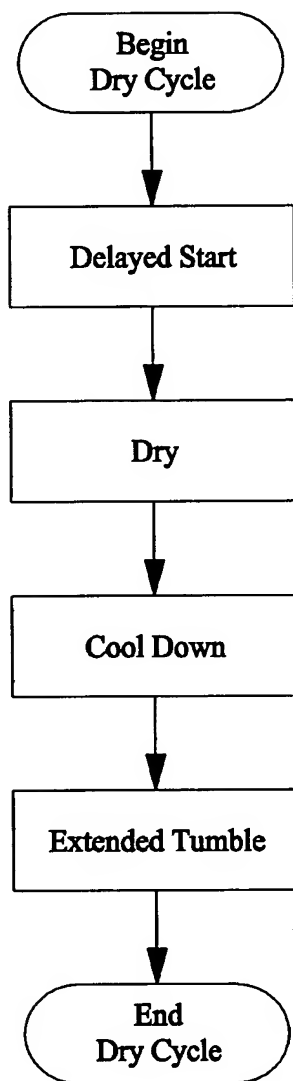 Begin
Dry Cycle
Delayed Start
Dry
Cool Down
Extended Tumble
End
Dry Cycle